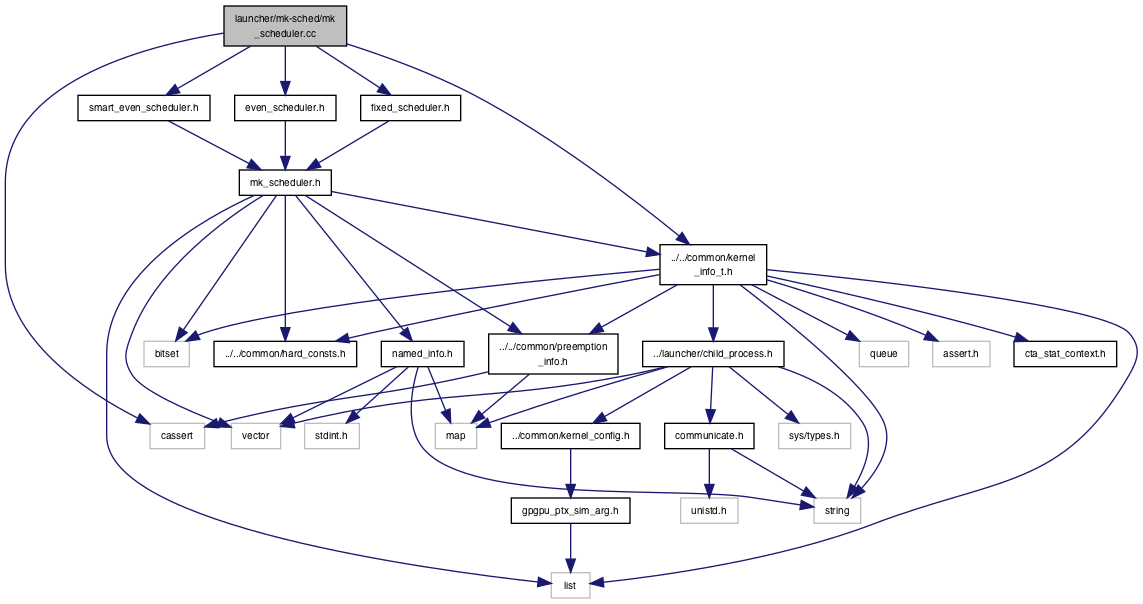 launcher/mk-sched/mk
_scheduler.cc
smart_even_scheduler.h
even_scheduler.h
fixed_scheduler.h
mk_scheduler.h
../../common/kernel
_info_t.h
bitset
../../common/hard_consts.h
named_info.h
../../common/preemption
_info.h
../launcher/child_process.h
queue
assert.h
cta_stat_context.h
cassert
vector
stdint.h
map
../common/kernel_config.h
communicate.h
sys/types.h
gpgpu_ptx_sim_arg.h
unistd.h
string
list